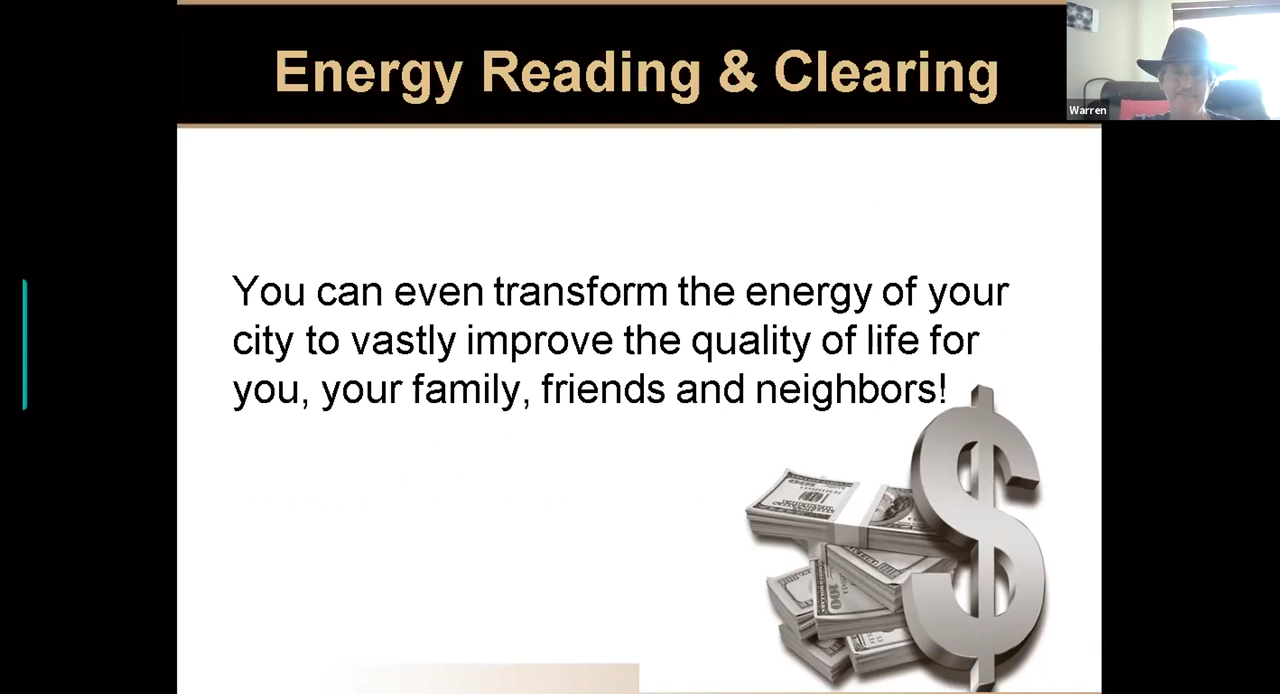 Energy Reading & Clearing
Warren
You can even transform the energy of your
city to vastly improve the quality of life for
you, your family, friends and neighbors!
$
100